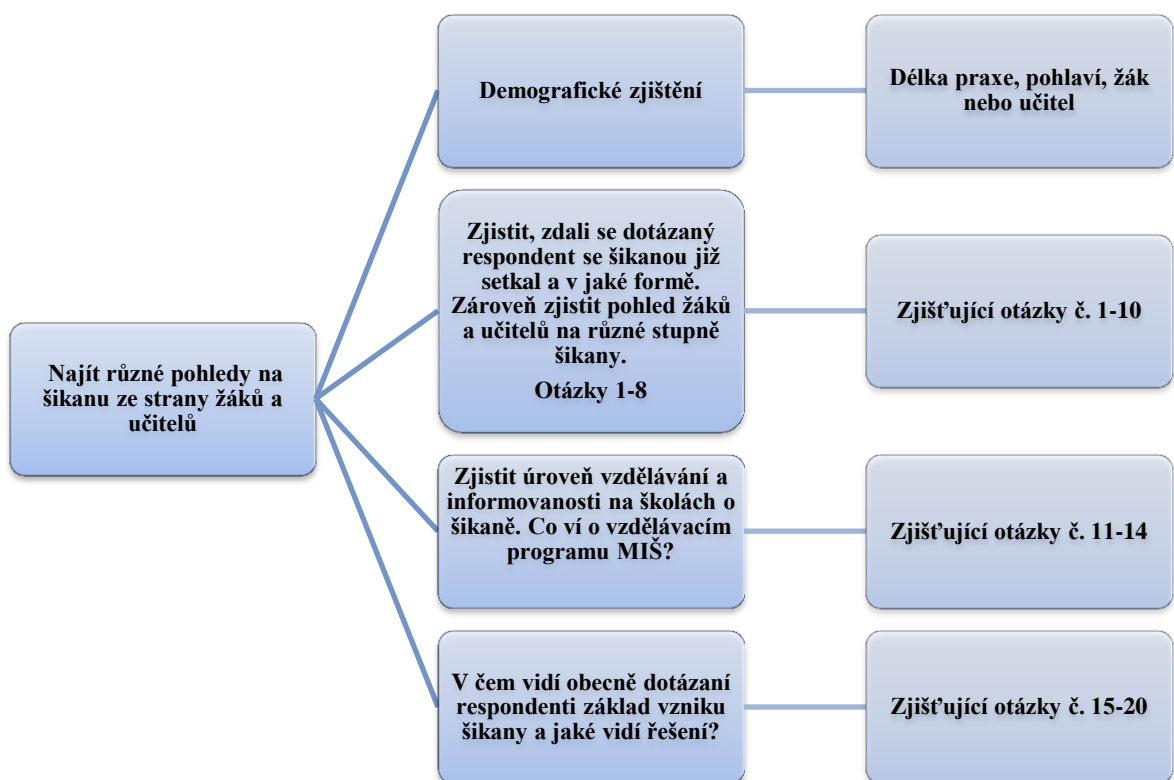 Demografické zjištění
Délka praxe, pohlaví, žák
nebo učitel
Zjistit, zdali se dotázaný
respondent se šikanou již
setkal a v jaké formě.
Zároveň zjistit pohled žáků
a učitelů na různé stupně
šikany.
Otázky 1-8
Zjišťující otázky č. 1-10
Najít různé pohledy na
šikanu ze strany žáků a
učitelů
Zjistit úroveň vzdělávání a
informovanosti na školách o
šikaně. Co ví o vzdělávacím
programu MIŠ?
Zjišťující otázky č. 11-14
V čem vidí obecně dotázaní
respondenti základ vzniku
šikany a jaké vidí řešení?
Zjišťující otázky č. 15-20